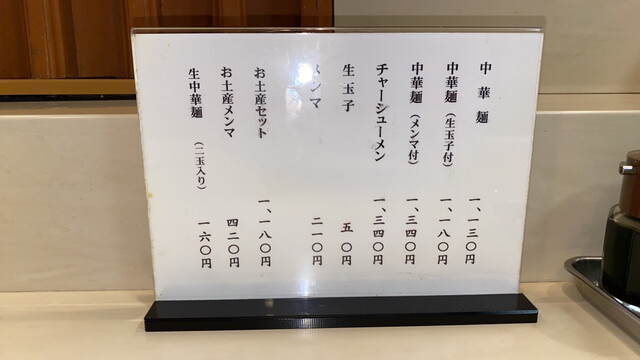 中華麺 一、一三〇円
中華麺（生玉子付） 一、一八〇円
中華麺（メンマ付） 一、三四〇円
チャーシューメン 一、三四〇円
生玉子 五〇円
メンマ 二一〇円
お土産セット 一、一八〇円
お土産メンマ 四二〇円
生中華麺（二玉入り） 一六〇円